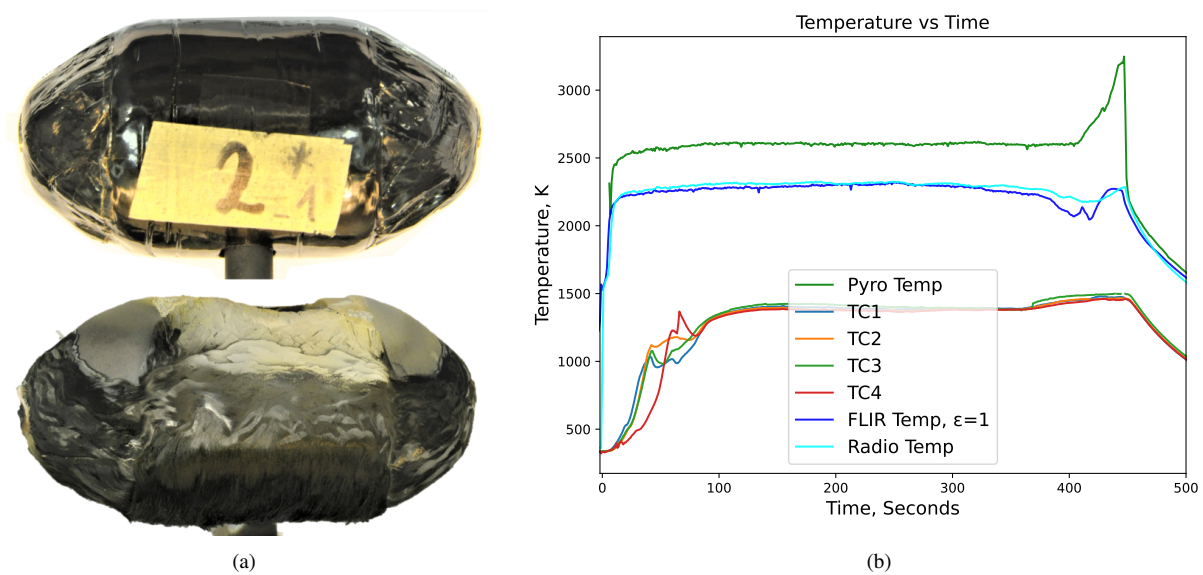 2 *
-1
Temperature vs Time
Temperature, K
3000
2500
2000
1500
1000
500
Pyro Temp
TC1
TC2
TC3
TC4
FLIR Temp, ε=1
Radio Temp
0 100 200 300 400 500
Time, Seconds
(a) (b)